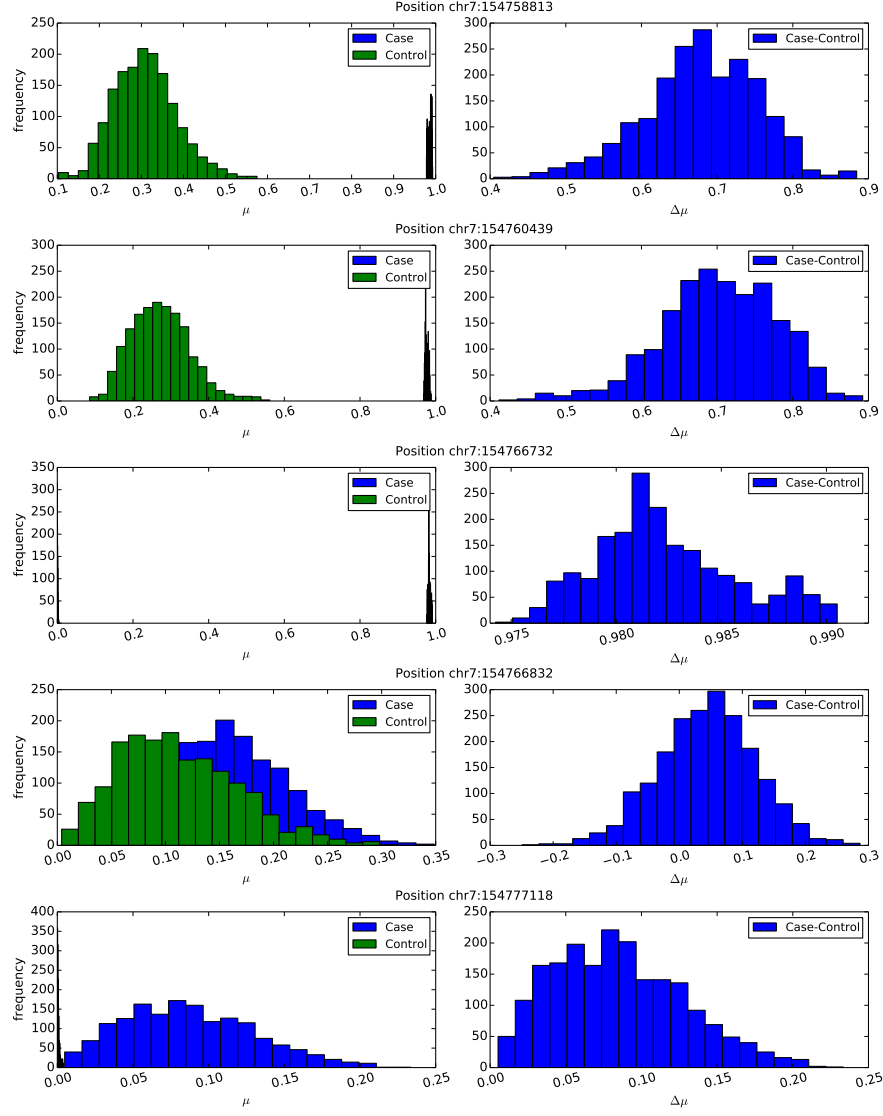 Position chr7:154758813
250 200 150 100 50 0
frequency
Case
Control
0.1 0.2 0.3 0.4 0.5 0.6 0.7 0.8 0.9 1.0
μ
300 250 200 150 100 50 0
Case-Control
0.4 0.5 0.6 0.7 0.8 0.9
Δμ
Position chr7:154760439
300 250 200 150 100 50 0
frequency
Case
Control
0.0 0.2 0.4 0.6 0.8 1.0
μ
300 250 200 150 100 50 0
Case-Control
0.4 0.5 0.6 0.7 0.8 0.9
Δμ
Position chr7:154766732
350 300 250 200 150 100 50 0
frequency
Case
Control
0.0 0.2 0.4 0.6 0.8 1.0
μ
300 250 200 150 100 50 0
Case-Control
0.975 0.980 0.985 0.990
Δμ
Position chr7:154766832
250 200 150 100 50 0
frequency
Case
Control
0.00 0.05 0.10 0.15 0.20 0.25 0.30 0.35
μ
300 250 200 150 100 50 0
Case-Control
−0.3 −0.2 −0.1 0.0 0.1 0.2 0.3
Δμ
Position chr7:154777118
400 350 300 250 200 150 100 50 0
frequency
Case
Control
0.00 0.05 0.10 0.15 0.20 0.25
μ
250 200 150 100 50 0
Case-Control
0.00 0.05 0.10 0.15 0.20 0.25
Δμ